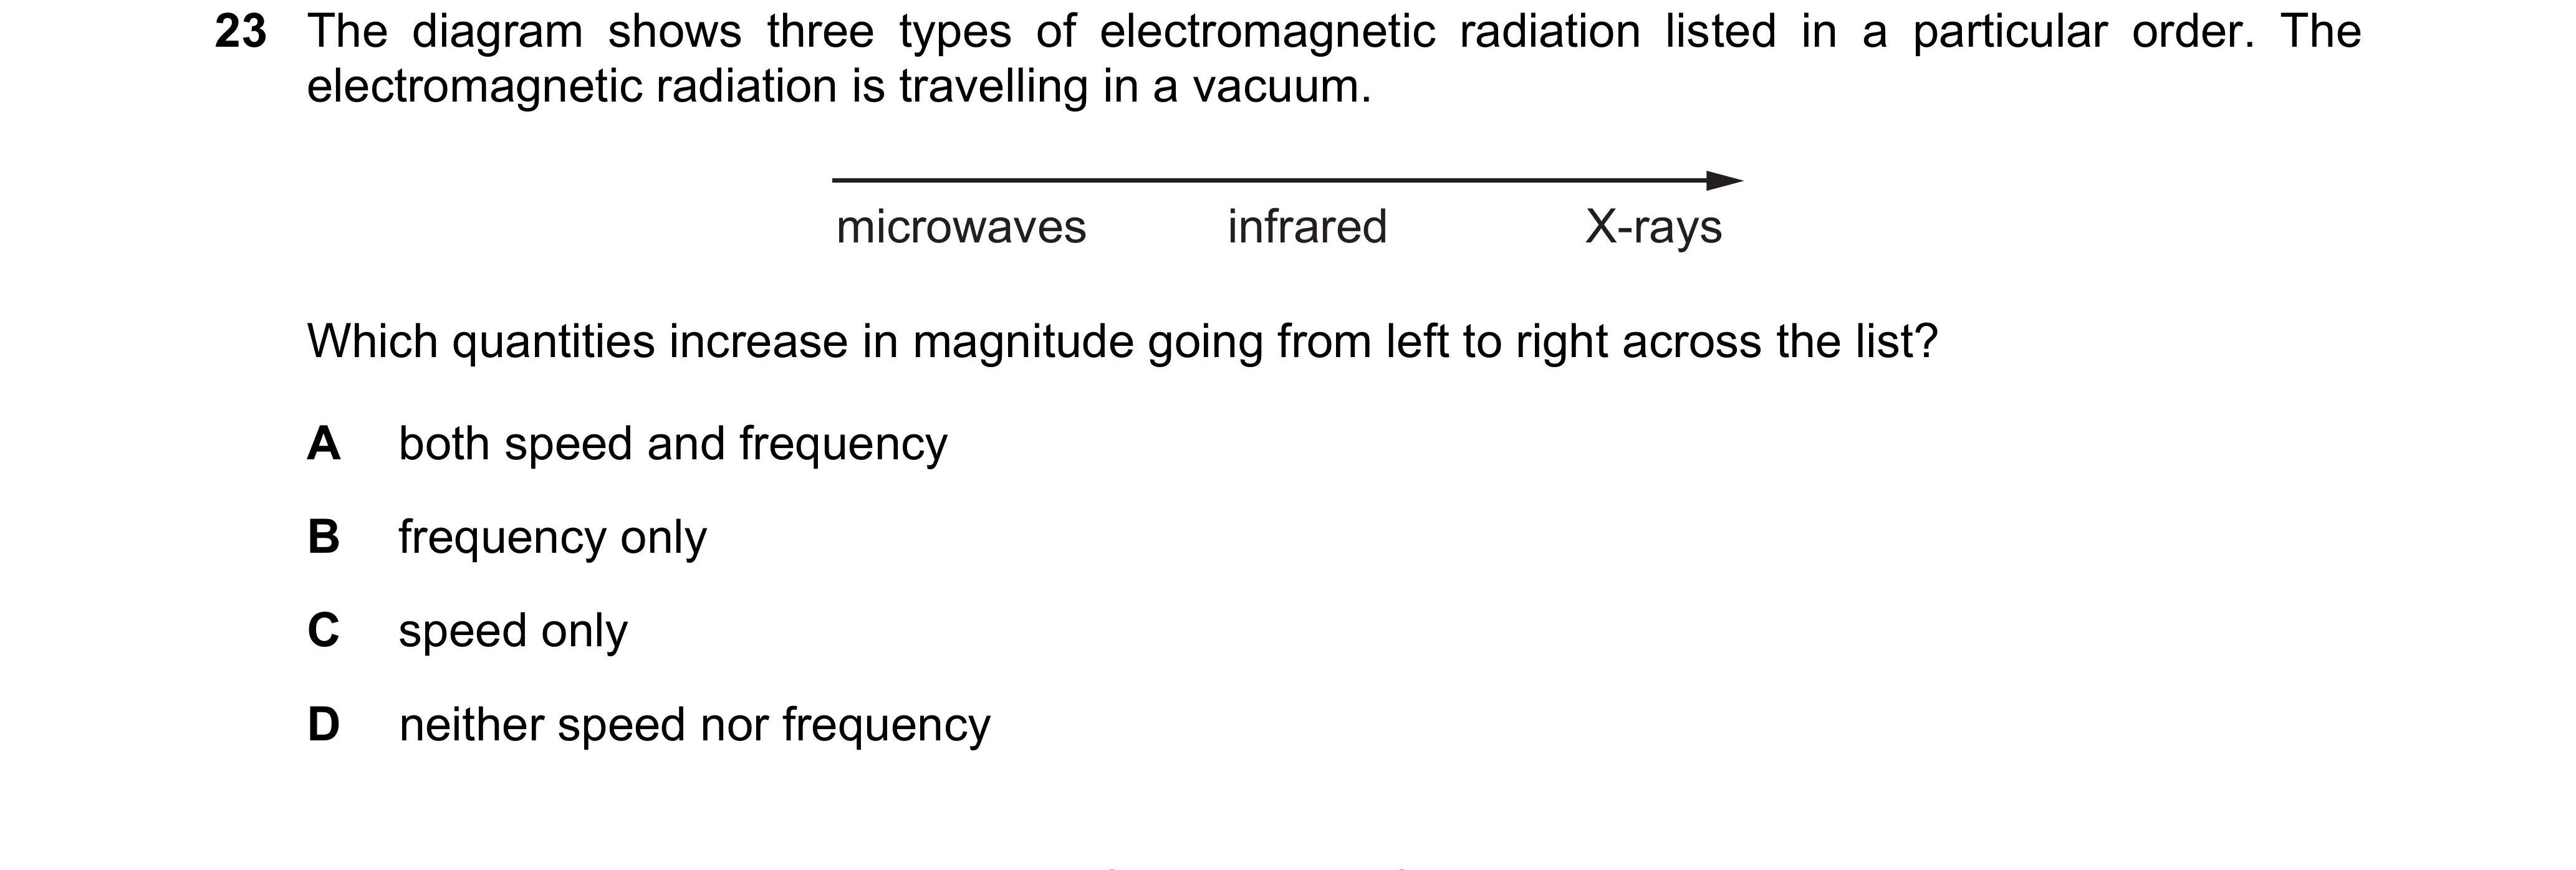 23 The diagram shows three types of electromagnetic radiation listed in a particular order. The
electromagnetic radiation is travelling in a vacuum.
microwaves infrared X-rays
Which quantities increase in magnitude going from left to right across the list?
A both speed and frequency
B frequency only
C speed only
D neither speed nor frequency